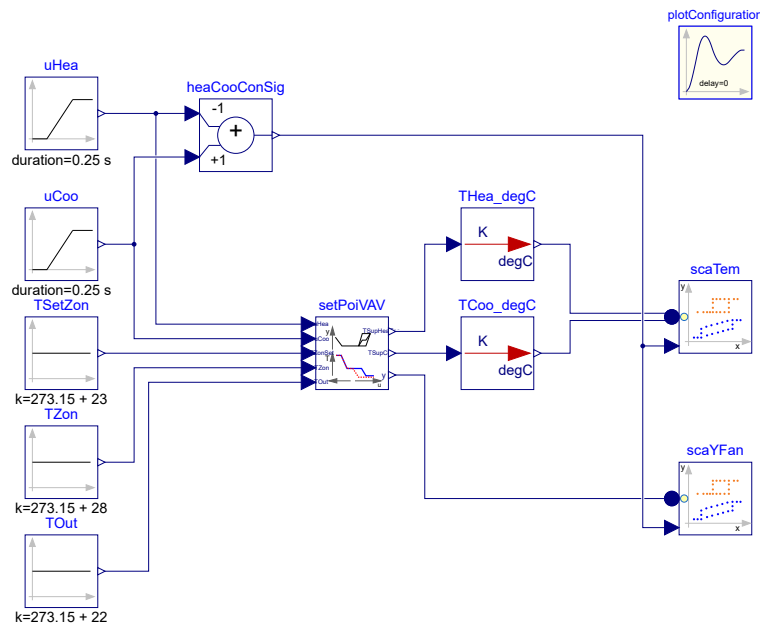 plotConfiguration
delay=0
uHea
duration=0.25 s
heaCooConSig
-1
+
+1
uCoo
duration=0.25 s
THea_degC
K
degC
scaTem
y
x
TSetZon
k=273.15 + 23
setPoiVAV
TSupHea
TSupC
y
TZon
TOut
y
T
u
TCoo_degC
K
degC
TZon
k=273.15 + 28
scaYFan
y
x
TOut
k=273.15 + 22